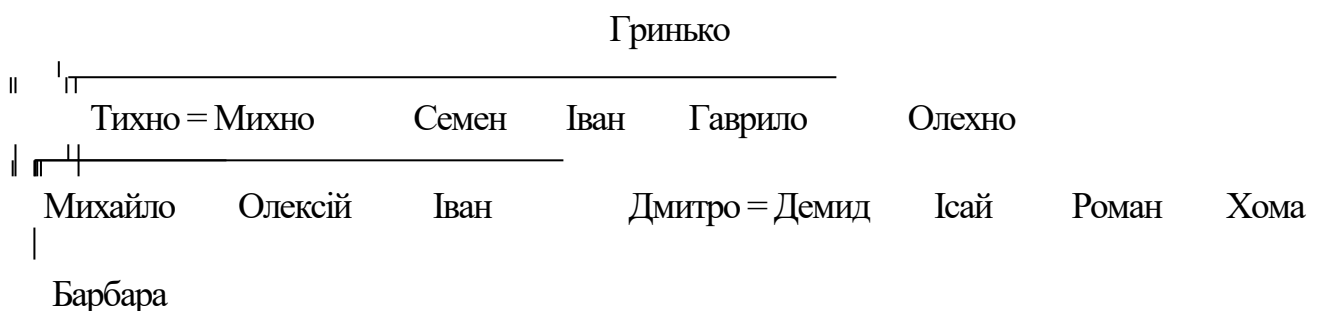 Гринько
Тихно = Михно Семен Іван Гаврило Олехно
Михайло Олексій Іван Дмитро = Демид Ісай Роман Хома
Барбара